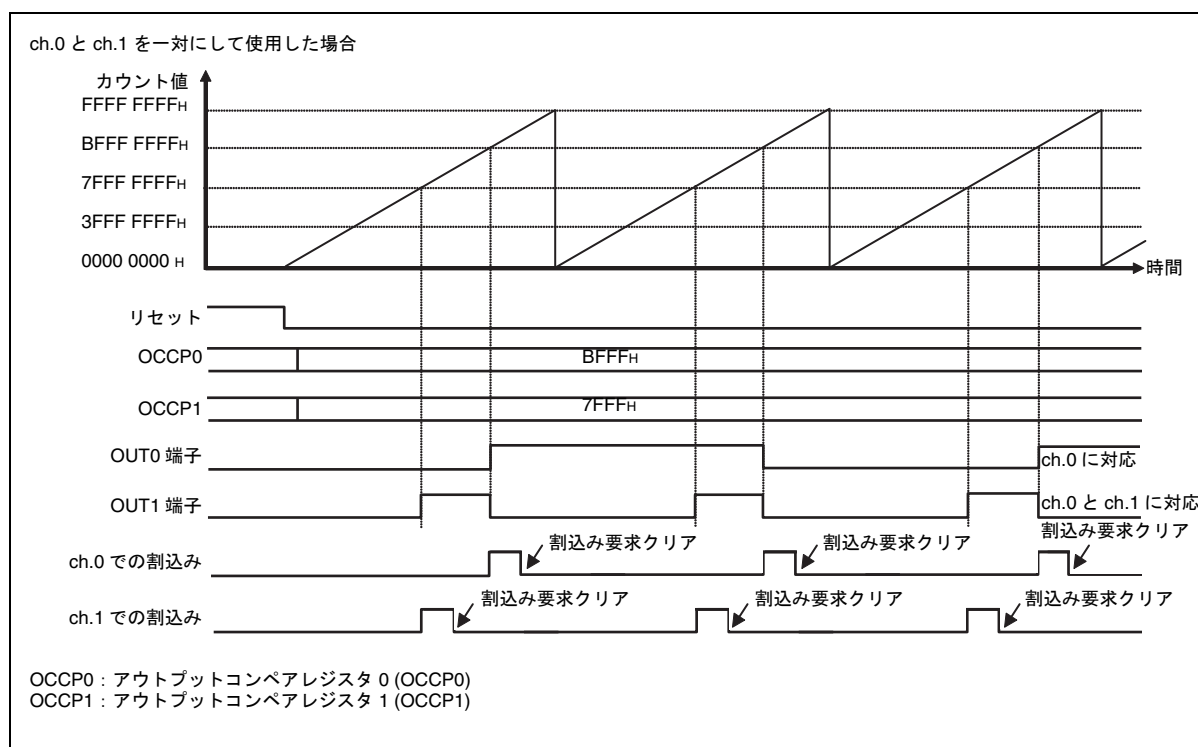 ch.0 と ch.1 を一対にして使用した場合
カウント値
FFFF FFFFH
BFFF FFFFH
7FFF FFFFH
3FFF FFFFH
0000 0000 H
時間
リセット
OCCP0
BFFFH
OCCP1
7FFFH
OUT0 端子
ch.0 に対応
OUT1 端子
ch.0 と ch.1 に対応
ch.0 での割込み
割込み要求クリア
割込み要求クリア
割込み要求クリア
ch.1 での割込み
割込み要求クリア
割込み要求クリア
割込み要求クリア
OCCP0 : アウトプットコンペアレジスタ 0 (OCCP0)
OCCP1 : アウトプットコンペアレジスタ 1 (OCCP1)